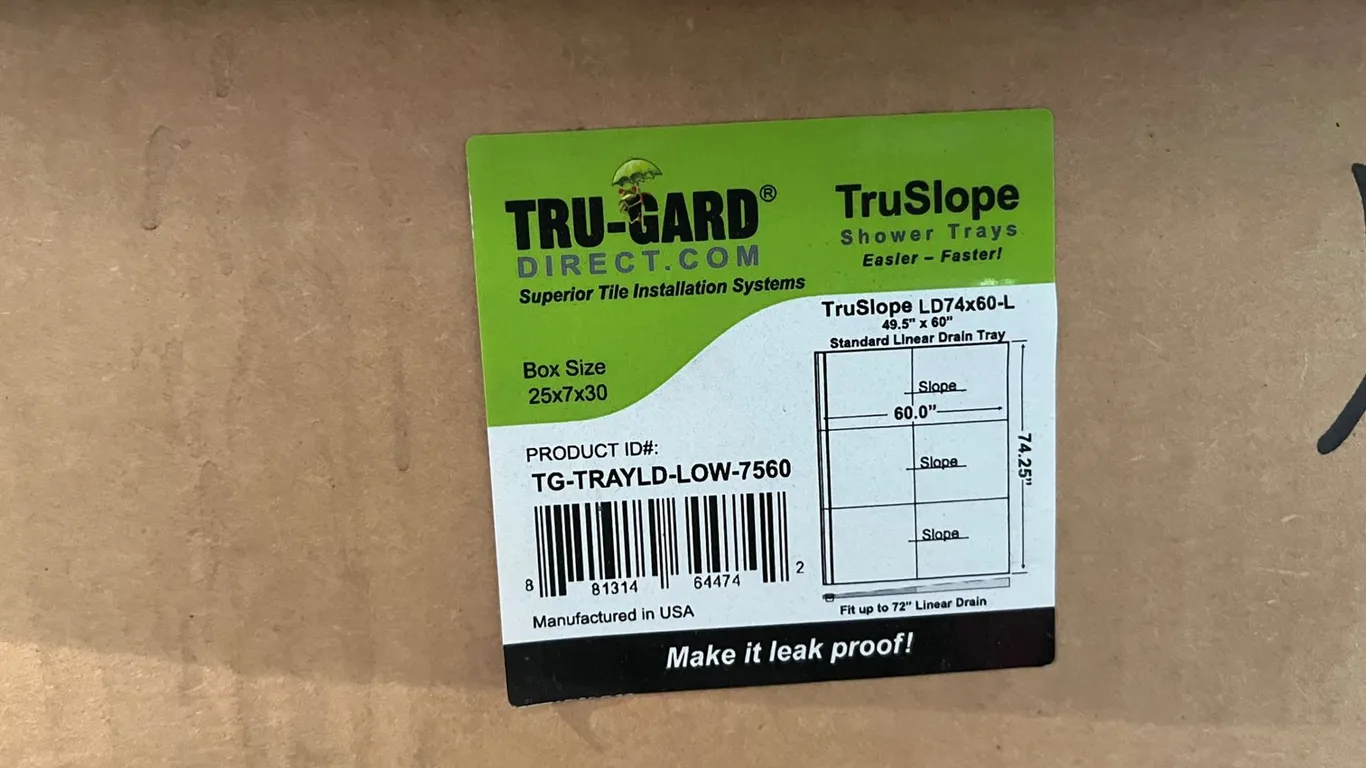 TRU-GARD®
DIRECT.COM
Superior Tile Installation Systems
TruSlope
Shower Trays
Easier – Faster!
Box Size
25x7x30
TruSlope LD74x60-L
49.5" x 60"
Standard Linear Drain Tray
Slope
60.0"
Slope
74.25"
Slope
Fit up to 72" Linear Drain
PRODUCT ID#:
TG-TRAYLD-LOW-7560
8 81314 64474 2
Manufactured in USA
Make it leak proof!